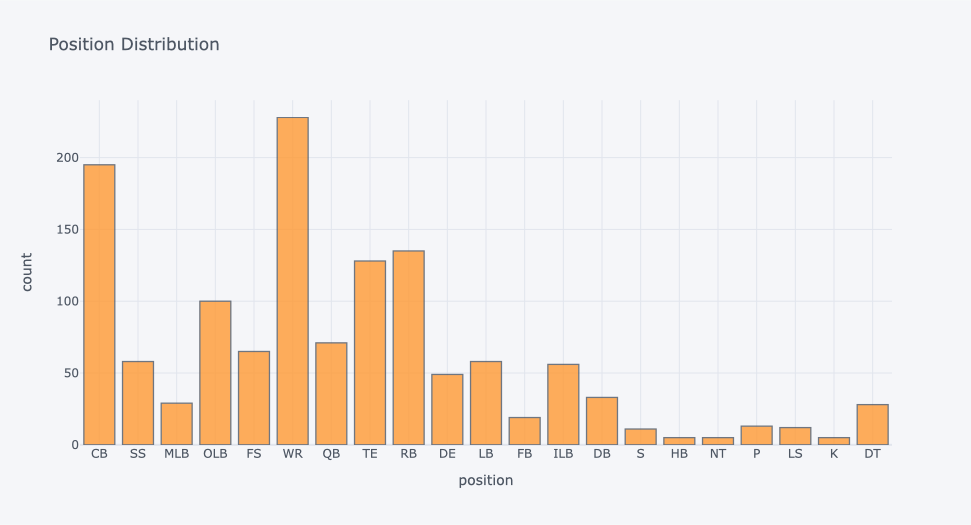 Position Distribution
200
150
100
50
0
count
CB SS MLB OLB FS WR QB TE RB DE LB FB ILB DB S HB NT P LS K DT
position